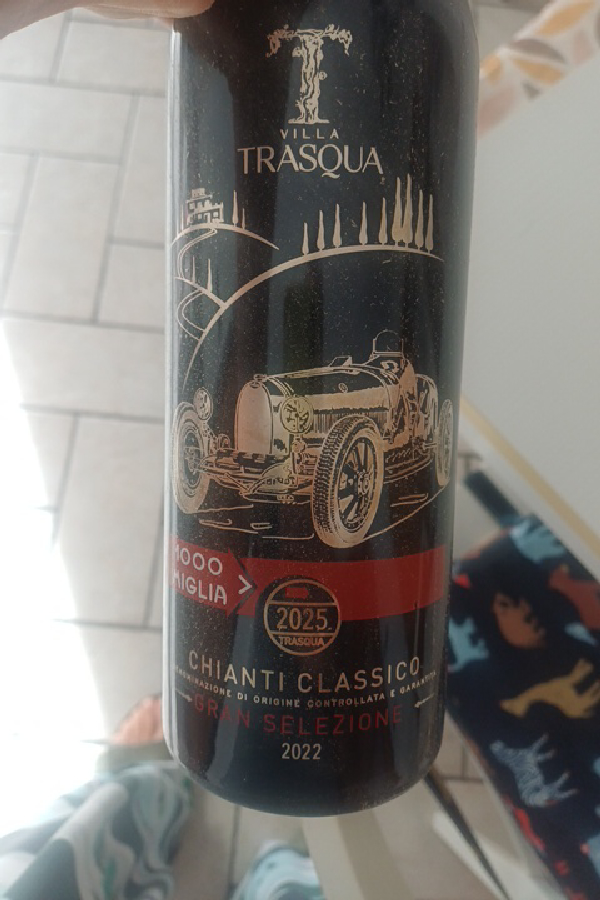 VILLA
TRASQUA
1000
MIGLIA
2025
TRASQUA
CHIANTI CLASSICO
DENOMINAZIONE DI ORIGINE CONTROLLATA E GARANTITA
GRAN SELEZIONE
2022